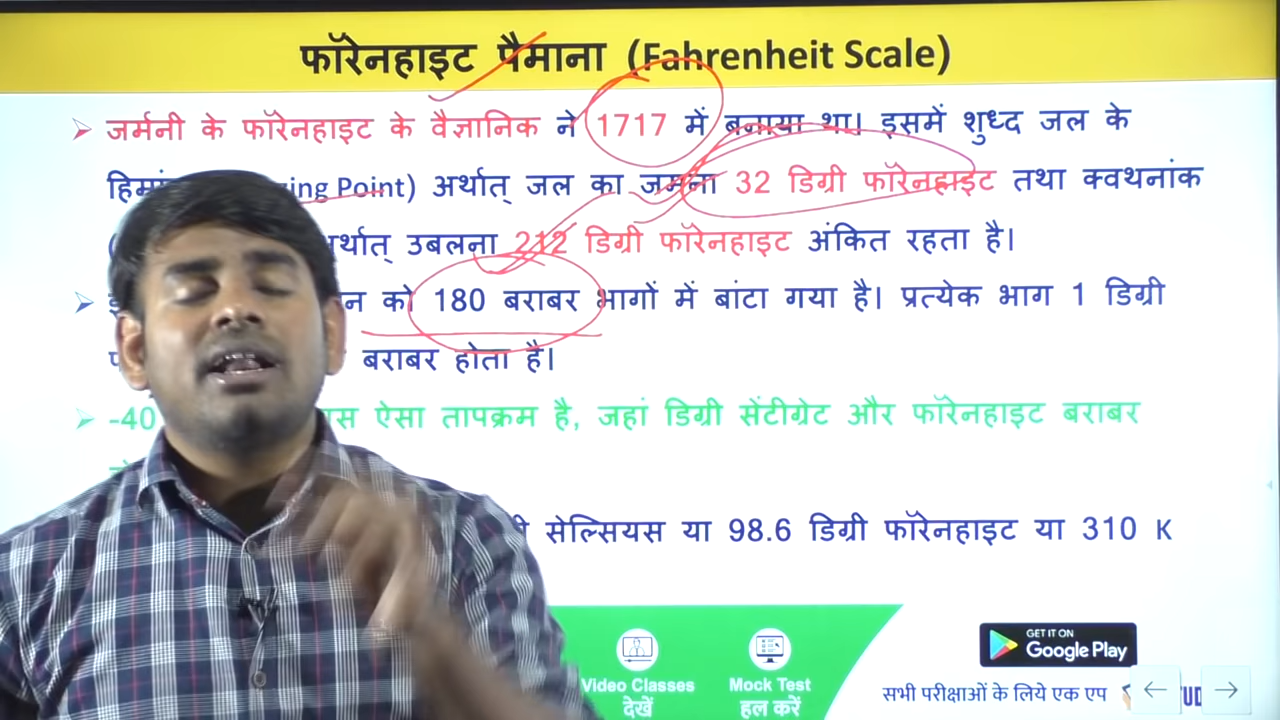 फॉरेनहाइट पैमाना (Fahrenheit Scale)
जर्मनी के फॉरेनहाइट के वैज्ञानिक ने 1717 में बनाया था। इसमें शुध्द जल के
Point) अर्थात् जल का जमना 32 डिग्री फॉरेनहाइट तथा क्वथनांक
उबलना 212 डिग्री फॉरेनहाइट अंकित रहता है।
को 180 बराबर भागों में बांटा गया है। प्रत्येक भाग 1 डिग्री
बराबर होता है।
-40 ऐसा तापक्रम है, जहां डिग्री सेंटीग्रेट और फॉरेनहाइट बराबर
सेल्सियस या 98.6 डिग्री फॉरेनहाइट या 310 K
Video Classes
देखें
Mock Test
हल करें
GET IT ON
Google Play
सभी परीक्षाओं के लिये एक एप